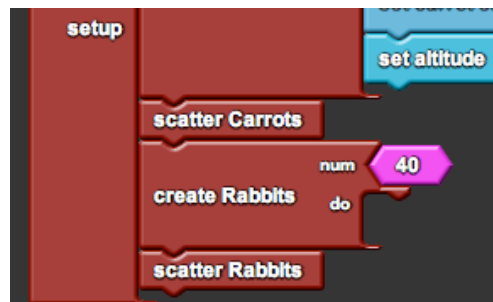 setup
set altitude
scatter Carrots
num 40
create Rabbits do
scatter Rabbits